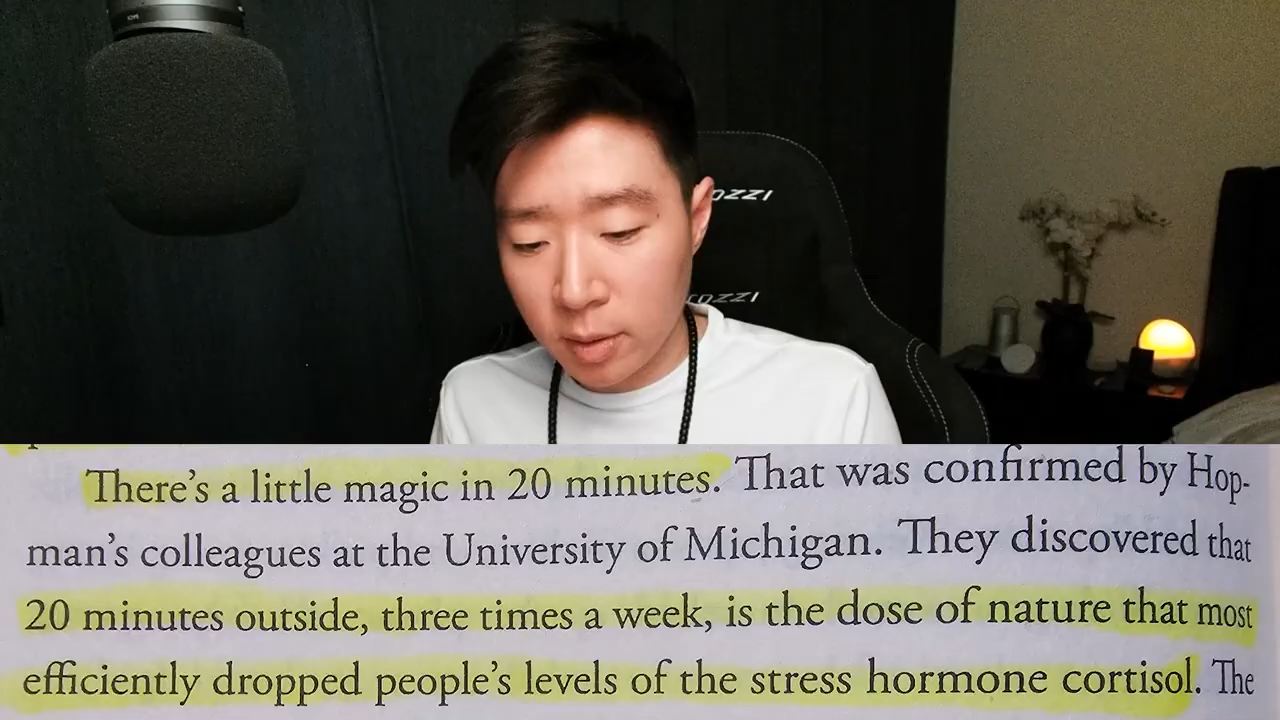 OZZI
ROZZI
There's a little magic in 20 minutes. That was confirmed by Hop-
man's colleagues at the University of Michigan. They discovered that
20 minutes outside, three times a week, is the dose of nature that most
efficiently dropped people's levels of the stress hormone cortisol. The